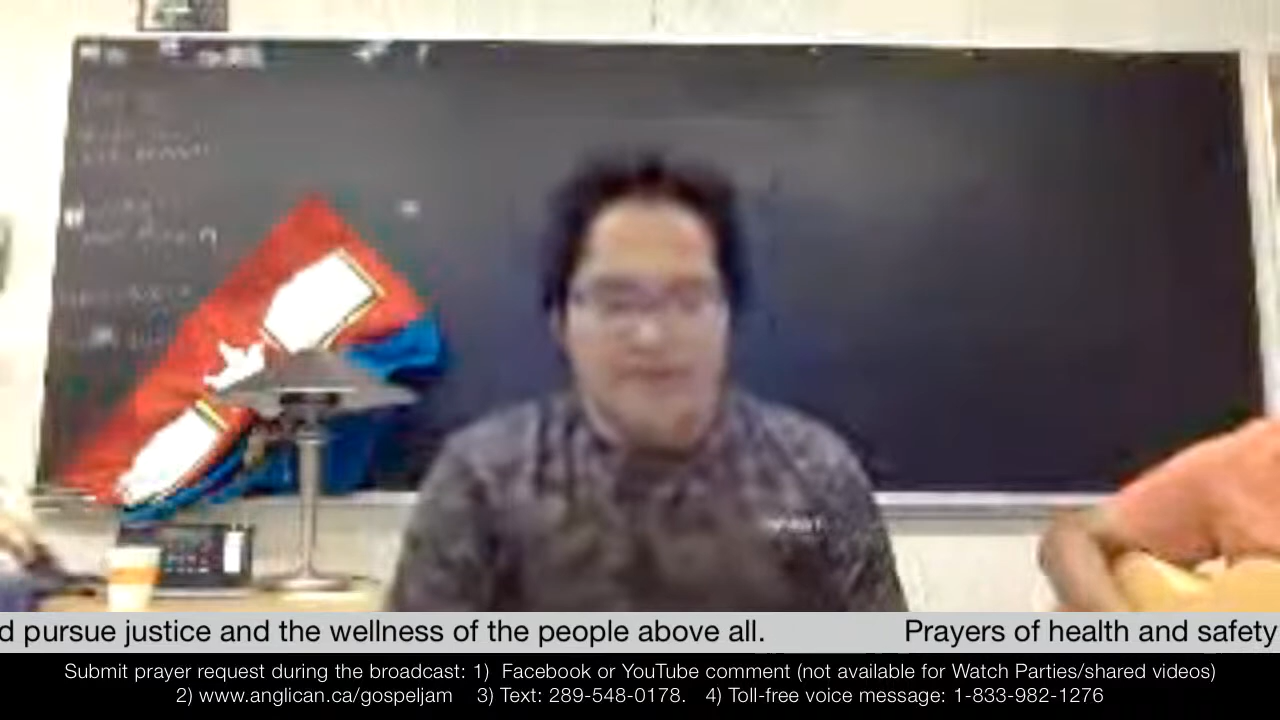 d pursue justice and the wellness of the people above all. Prayers of health and safety
Submit prayer request during the broadcast: 1) Facebook or YouTube comment (not available for Watch Parties/shared videos)
2) www.anglican.ca/gospeljam 3) Text: 289-548-0178. 4) Toll-free voice message: 1-833-982-1276